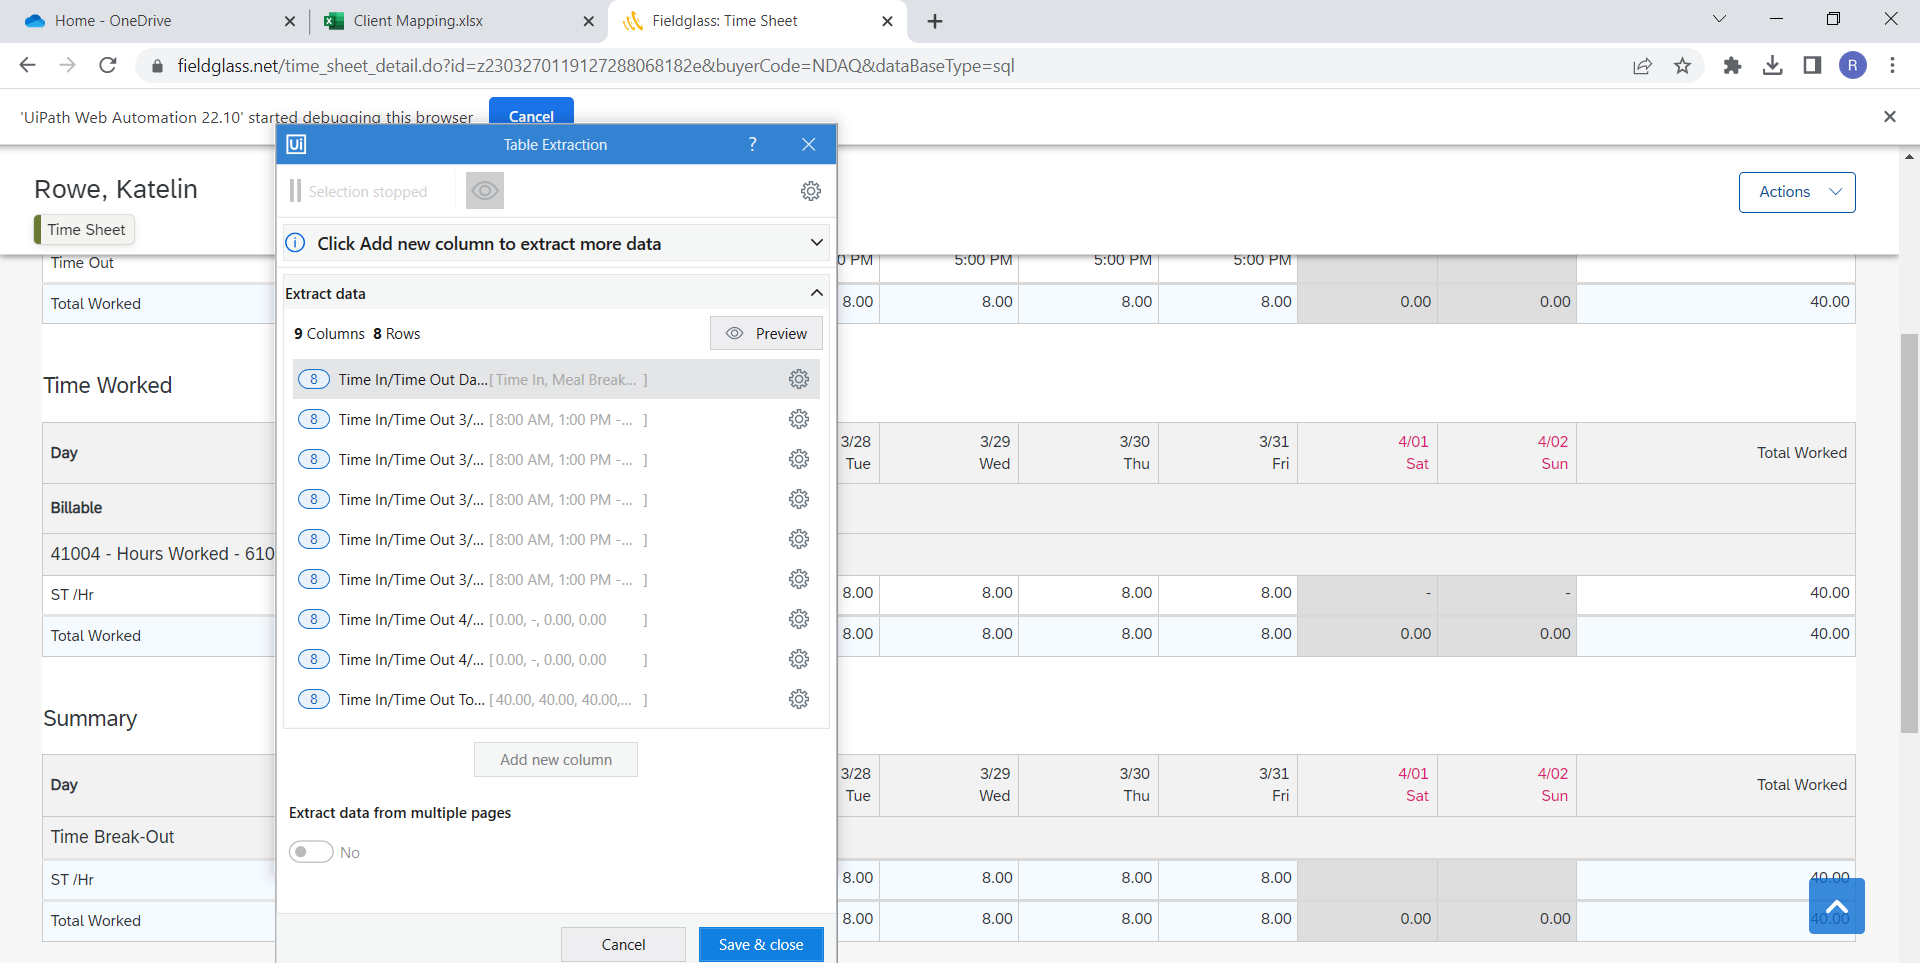 Home - OneDrive
Client Mapping.xlsx
Fieldglass: Time Sheet
fieldglass.net/time_sheet_detail.do?id=z2303270119127288068182e&buyerCode=NDAQ&dataBaseType=sql
R
'UiPath Web Automation 22.10' started debugging this browser
Cancel
Ui
Table Extraction
?
Rowe, Katelin
Time Sheet
Actions
Selection stopped
Click Add new column to extract more data
Time Out
0 PM
5:00 PM
5:00 PM
5:00 PM
Extract data
Total Worked
8.00
8.00
8.00
8.00
0.00
0.00
40.00
9 Columns 8 Rows
Preview
8 Time In/Time Out Da... [ Time In, Meal Break... ]
8 Time In/Time Out 3/... [ 8:00 AM, 1:00 PM -... ]
8 Time In/Time Out 3/... [ 8:00 AM, 1:00 PM -... ]
8 Time In/Time Out 3/... [ 8:00 AM, 1:00 PM -... ]
8 Time In/Time Out 3/... [ 8:00 AM, 1:00 PM -... ]
8 Time In/Time Out 3/... [ 8:00 AM, 1:00 PM -... ]
8 Time In/Time Out 4/... [ 0.00, -, 0.00, 0.00 ]
8 Time In/Time Out 4/... [ 0.00, -, 0.00, 0.00 ]
8 Time In/Time Out To... [ 40.00, 40.00, 40.00,... ]
Add new column
Extract data from multiple pages
No
Cancel
Save & close
Time Worked
Day
3/28
Tue
3/29
Wed
3/30
Thu
3/31
Fri
4/01
Sat
4/02
Sun
Total Worked
Billable
41004 - Hours Worked - 610
ST /Hr
8.00
8.00
8.00
8.00
-
-
40.00
Total Worked
8.00
8.00
8.00
8.00
0.00
0.00
40.00
Summary
Day
3/28
Tue
3/29
Wed
3/30
Thu
3/31
Fri
4/01
Sat
4/02
Sun
Total Worked
Time Break-Out
ST /Hr
8.00
8.00
8.00
8.00
40.00
Total Worked
8.00
8.00
8.00
8.00
0.00
0.00
40.00